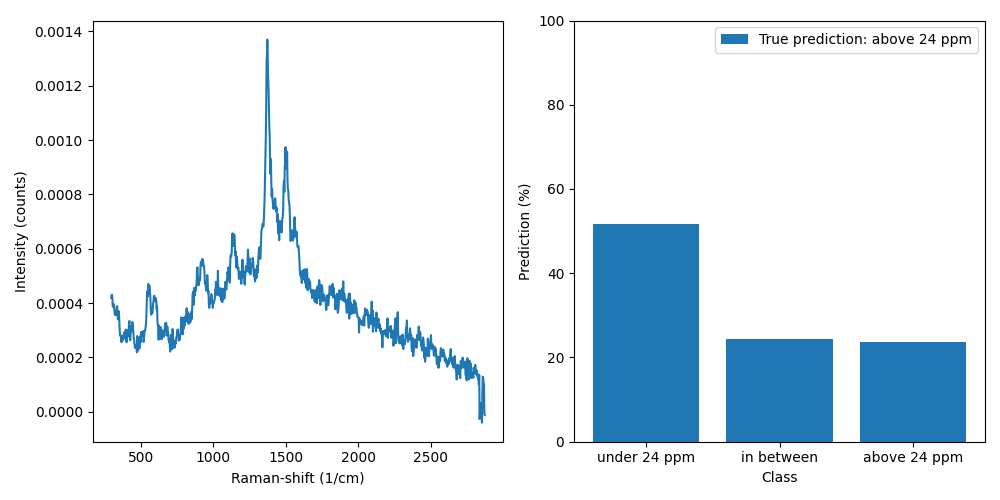 0.0014
0.0012
0.0010
0.0008
0.0006
0.0004
0.0002
0.0000
Intensity (counts)
500 1000 1500 2000 2500
Raman-shift (1/cm)
100
80
60
40
20
0
Prediction (%)
True prediction: above 24 ppm
under 24 ppm in between above 24 ppm
Class